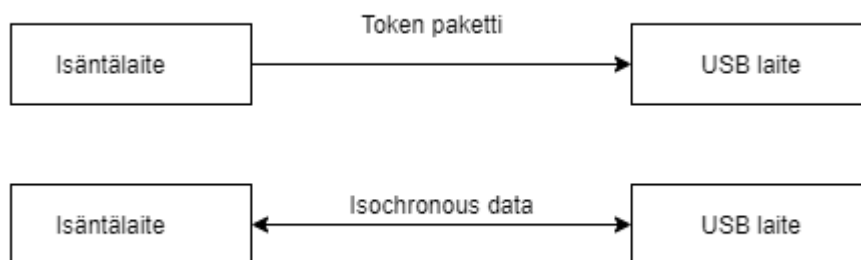 Token paketti
Isäntälaite
USB laite
Isochronous data
Isäntälaite
USB laite